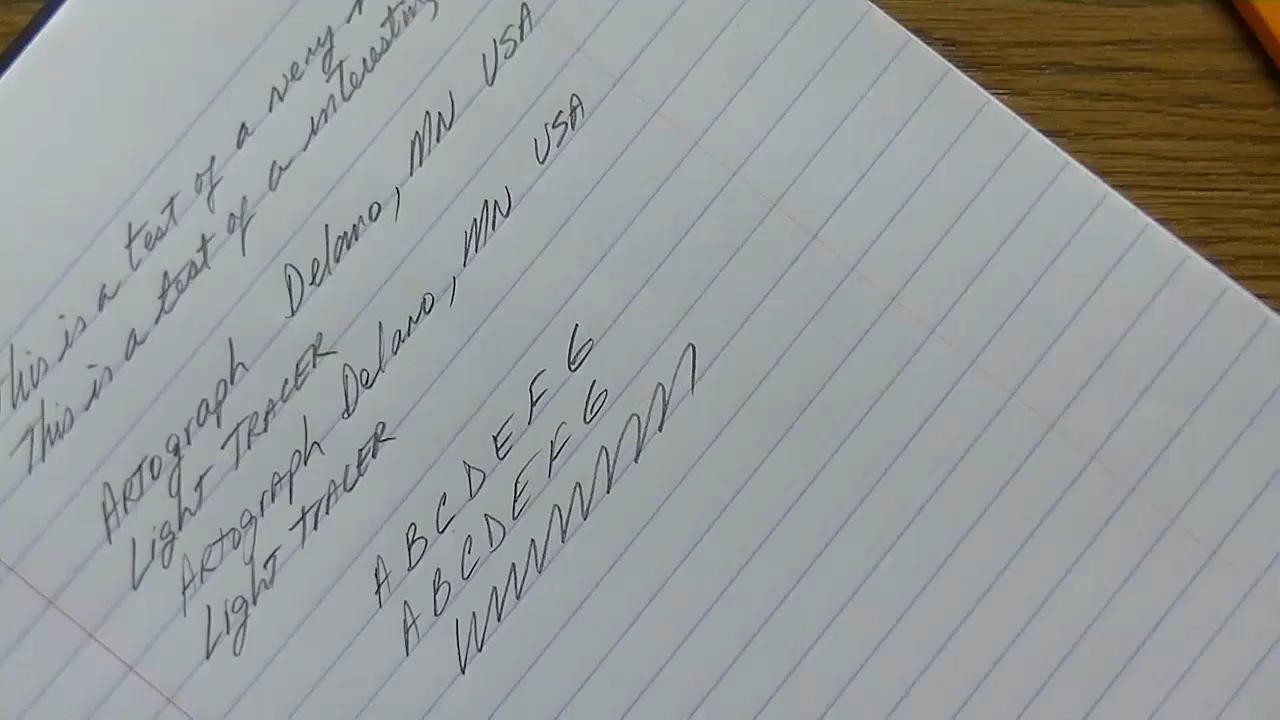 This is a test of a very
This is a test of a interesting
ARTograph Delano, MN USA
Light TRACER
ARTOgRAPH Delano, MN USA
Light TRACER
A B C D E F G
A B C D E F G